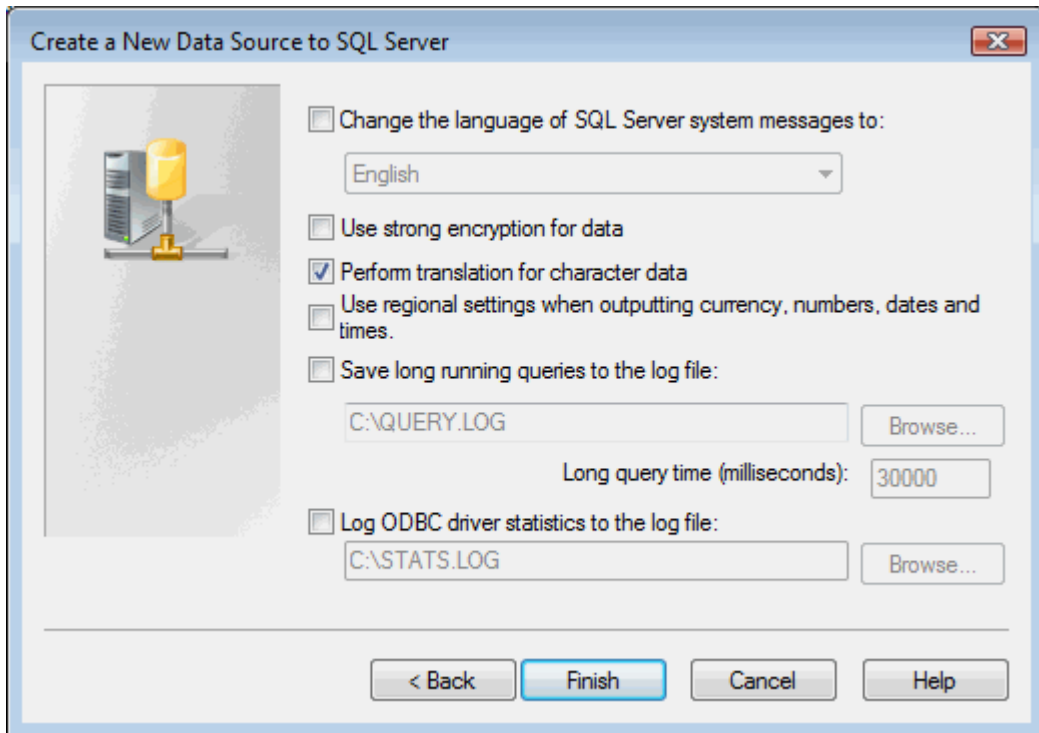 Create a New Data Source to SQL Server
Change the language of SQL Server system messages to:
English
Use strong encryption for data
Perform translation for character data
Use regional settings when outputting currency, numbers, dates and
times.
Save long running queries to the log file:
C:\QUERY.LOG
Browse...
Long query time (milliseconds):
30000
Log ODBC driver statistics to the log file:
C:\STATS.LOG
Browse...
< Back
Finish
Cancel
Help